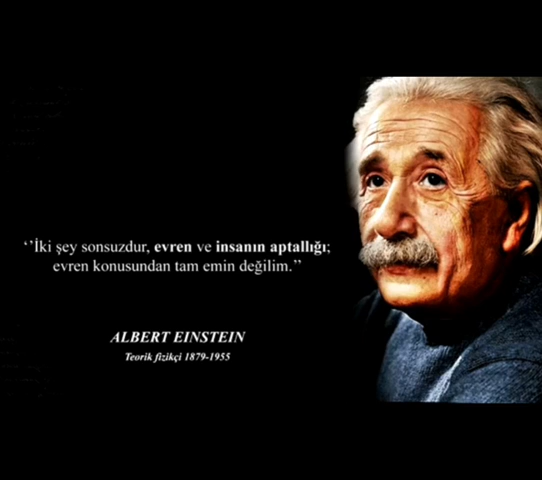 ‘’İki şey sonsuzdur, evren ve insanın aptallığı;
evren konusundan tam emin değilim.’’
ALBERT EINSTEIN
Teorik fizikçi 1879-1955